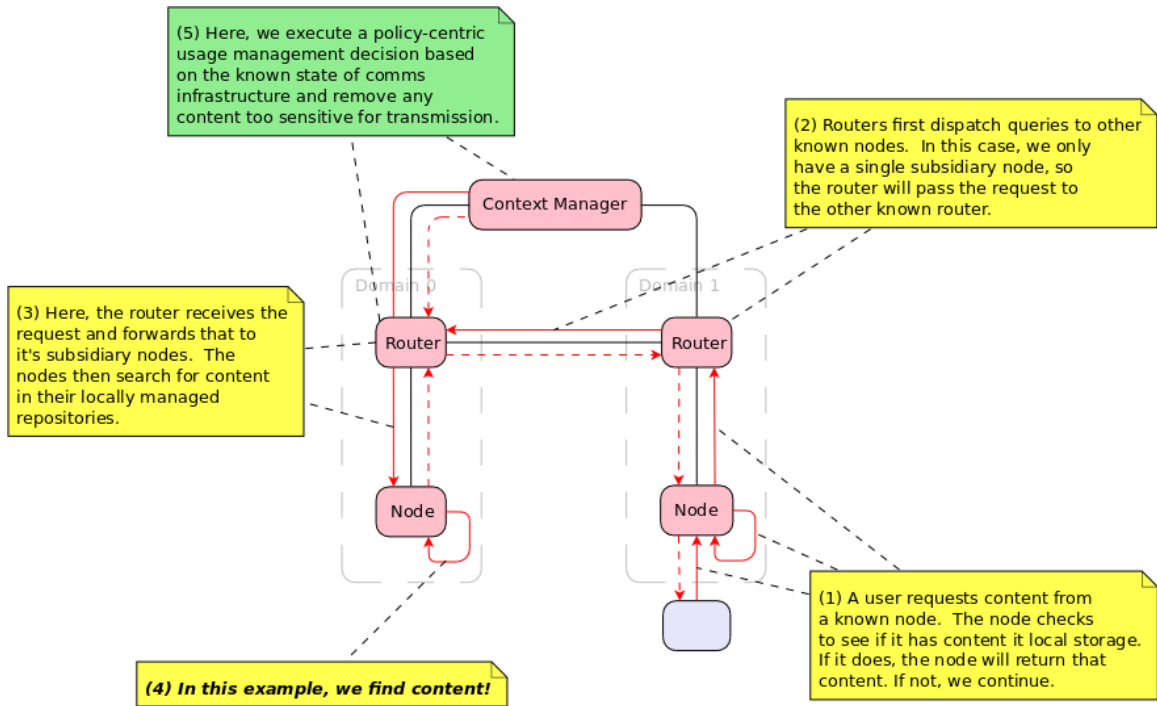 (5) Here, we execute a policy-centric
usage management decision based
on the known state of comms
infrastructure and remove any
content too sensitive for transmission.
(2) Routers first dispatch queries to other
known nodes.  In this case, we only
have a single subsidiary node, so
the router will pass the request to
the other known router.
Context Manager
Domain 0
Domain 1
(3) Here, the router receives the
request and forwards that to
it's subsidiary nodes.  The
nodes then search for content
in their locally managed
repositories.
Router
Router
Node
Node
(1) A user requests content from
a known node.  The node checks
to see if it has content it local storage.
If it does, the node will return that
content. If not, we continue.
(4) In this example, we find content!